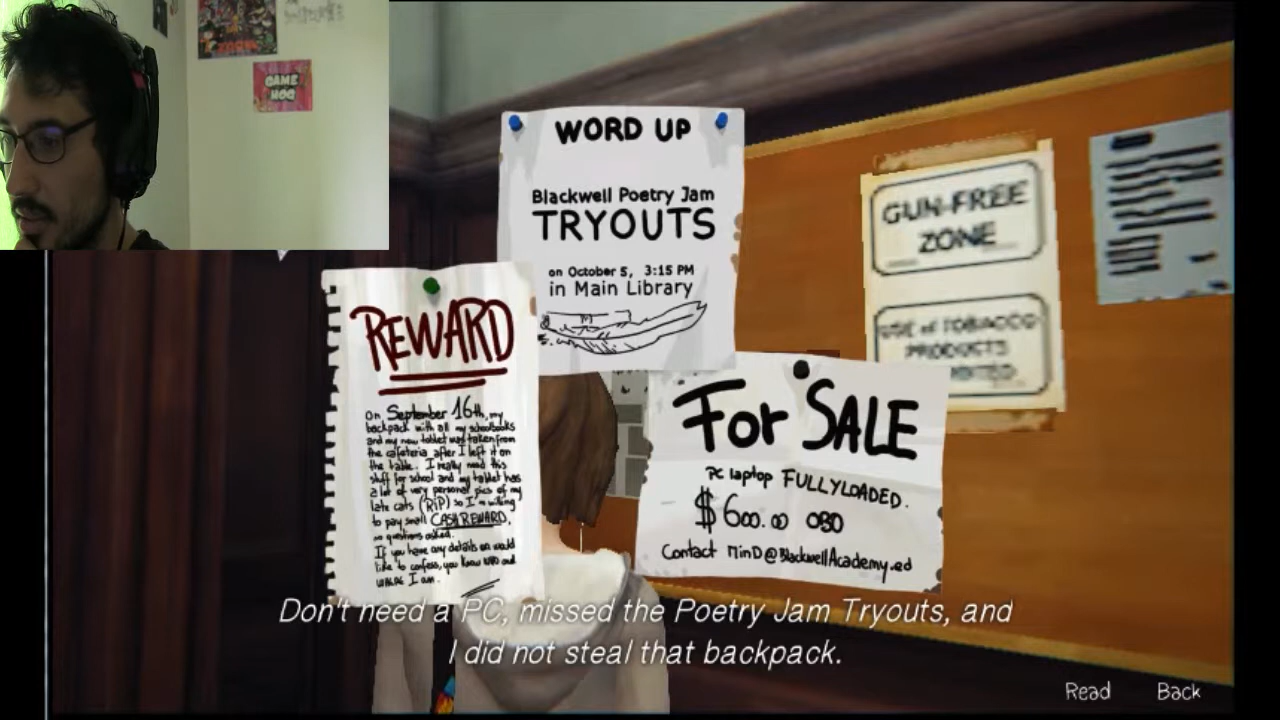 GAME
HOG
WORD UP
Blackwell Poetry Jam
TRYOUTS
on October 5, 3:15 PM
in Main Library
GUN-FREE
ZONE
USE of TOBACCO
PRODUCTS
REWARD
On September 16th, my
backpack with all my schoolbooks
and my new tablet was taken from
the cafeteria after I left it on
the table. I really need this
stuff for school and my tablet has
a lot of very personal pics of my
late cats (RIP) so I'm willing
to pay small CASH REWARD,
no questions asked.
If you have any details or would
like to confess, you know WHO and
WHERE I am.
For SALE
PC laptop FULLY LOADED.
$600.00 OBO
Contact MinD@BlackwellAcademy.ed
Don't need a PC, missed the Poetry Jam Tryouts, and
I did not steal that backpack.
Read Back